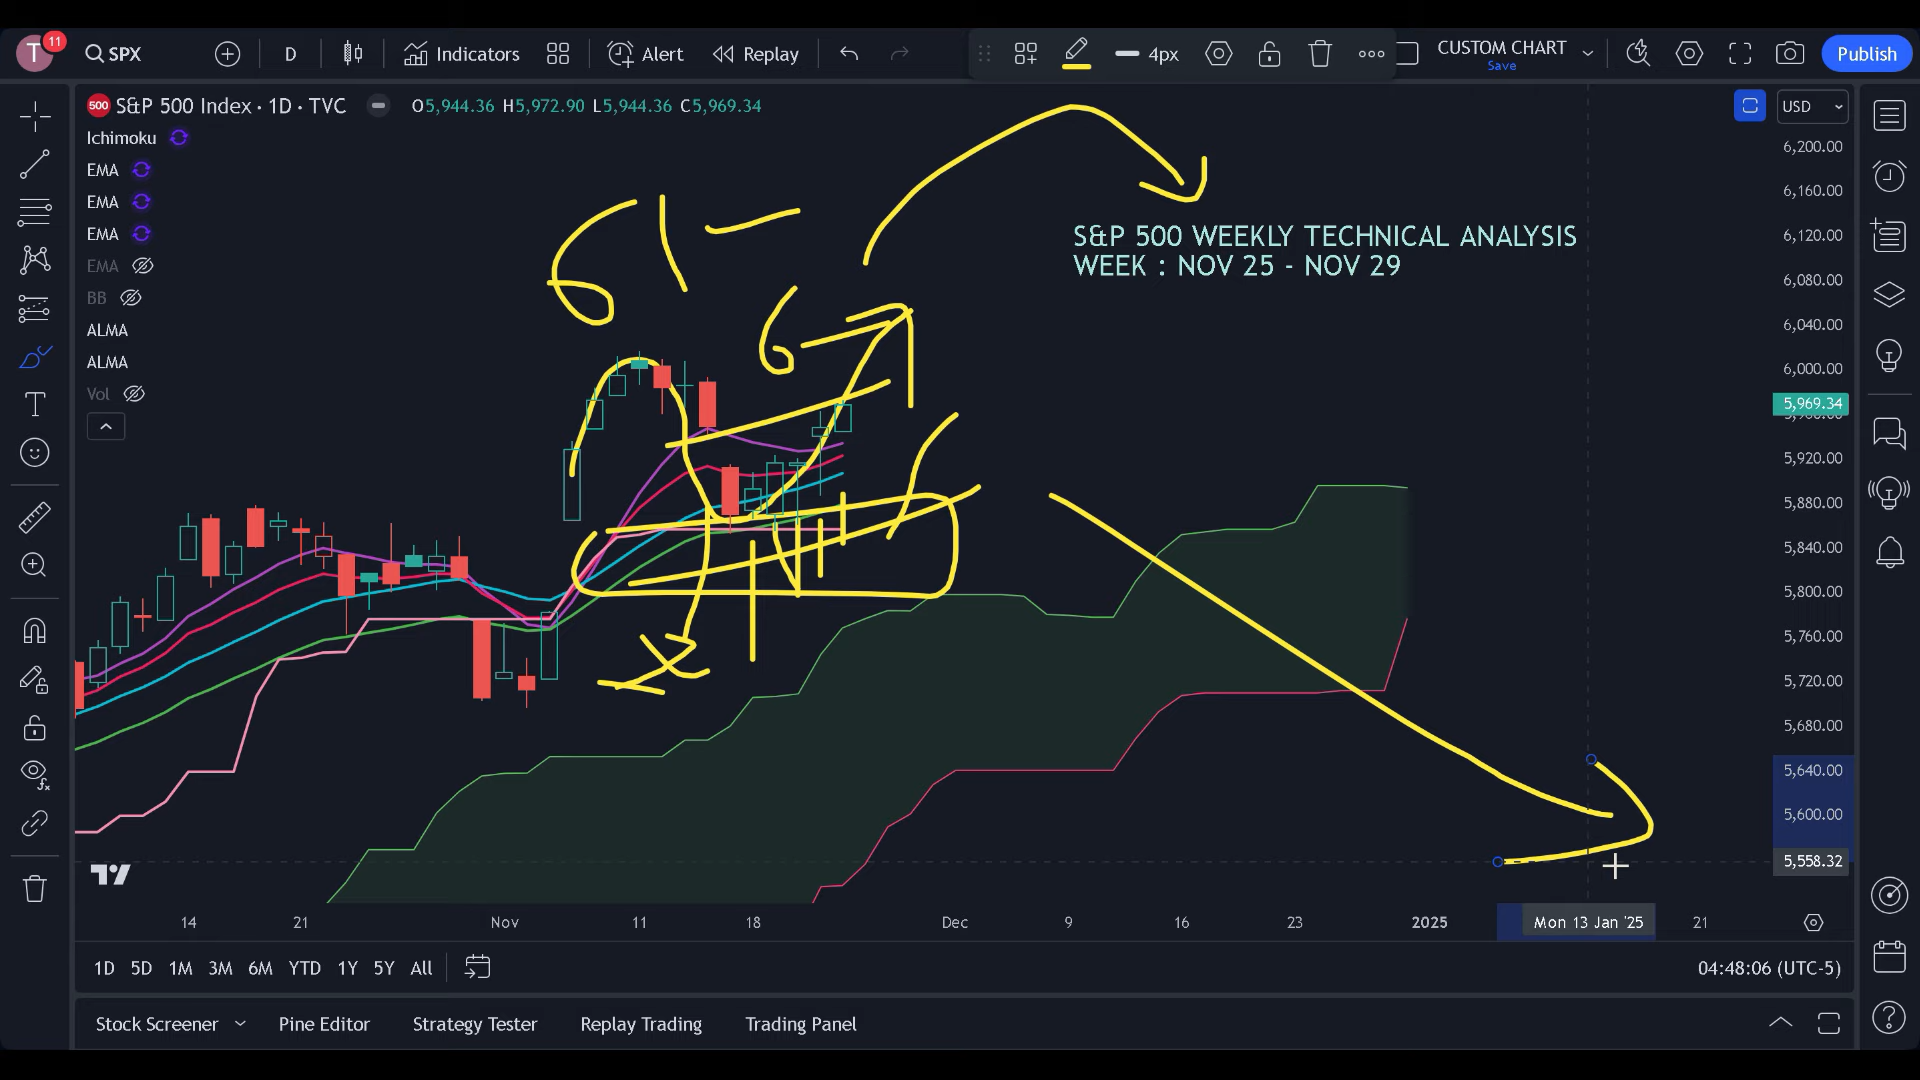 T 11 SPX D Indicators Alert Replay 4px CUSTOM CHART Save Publish
500 S&P 500 Index · 1D · TVC O5,944.36 H5,972.90 L5,944.36 C5,969.34 USD
Ichimoku
EMA
EMA
EMA
EMA
BB
ALMA
ALMA
Vol
61
6
S&P 500 WEEKLY TECHNICAL ANALYSIS
WEEK : NOV 25 - NOV 29
6,200.00
6,160.00
6,120.00
6,080.00
6,040.00
6,000.00
5,969.34
5,920.00
5,880.00
5,840.00
5,800.00
5,760.00
5,720.00
5,680.00
5,640.00
5,600.00
5,558.32
14 21 Nov 11 18 Dec 9 16 23 2025 Mon 13 Jan '25 21
1D 5D 1M 3M 6M YTD 1Y 5Y All 04:48:06 (UTC-5)
Stock Screener Pine Editor Strategy Tester Replay Trading Trading Panel